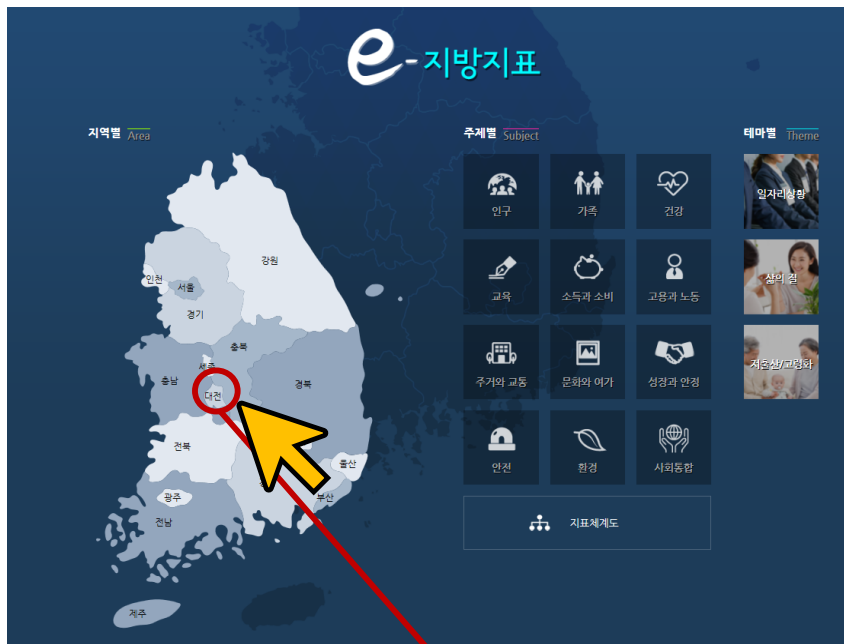 e-지방지표
지역별 Area
강원
인천
서울
경기
충북
세종
충남
대전
경북
전북
울산
부산
광주
전남
제주
주제별 Subject
인구
가족
건강
교육
소득과 소비
고용과 노동
주거와 교통
문화와 여가
성장과 안정
안전
환경
사회통합
지표체계도
테마별 Theme
일자리상황
삶의 질
저출산/고령화